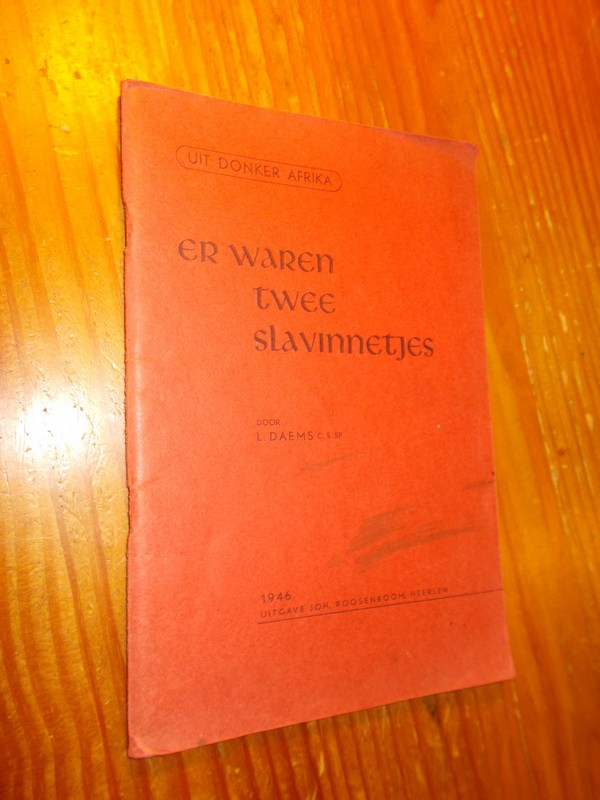 UIT DONKER AFRIKA
ER WAREN
TWEE
SLAVINNETJES
DOOR
L. DAEMS C.S.SP.
1946
UITGAVE JOH. ROOSENBOOM, HEERLEN